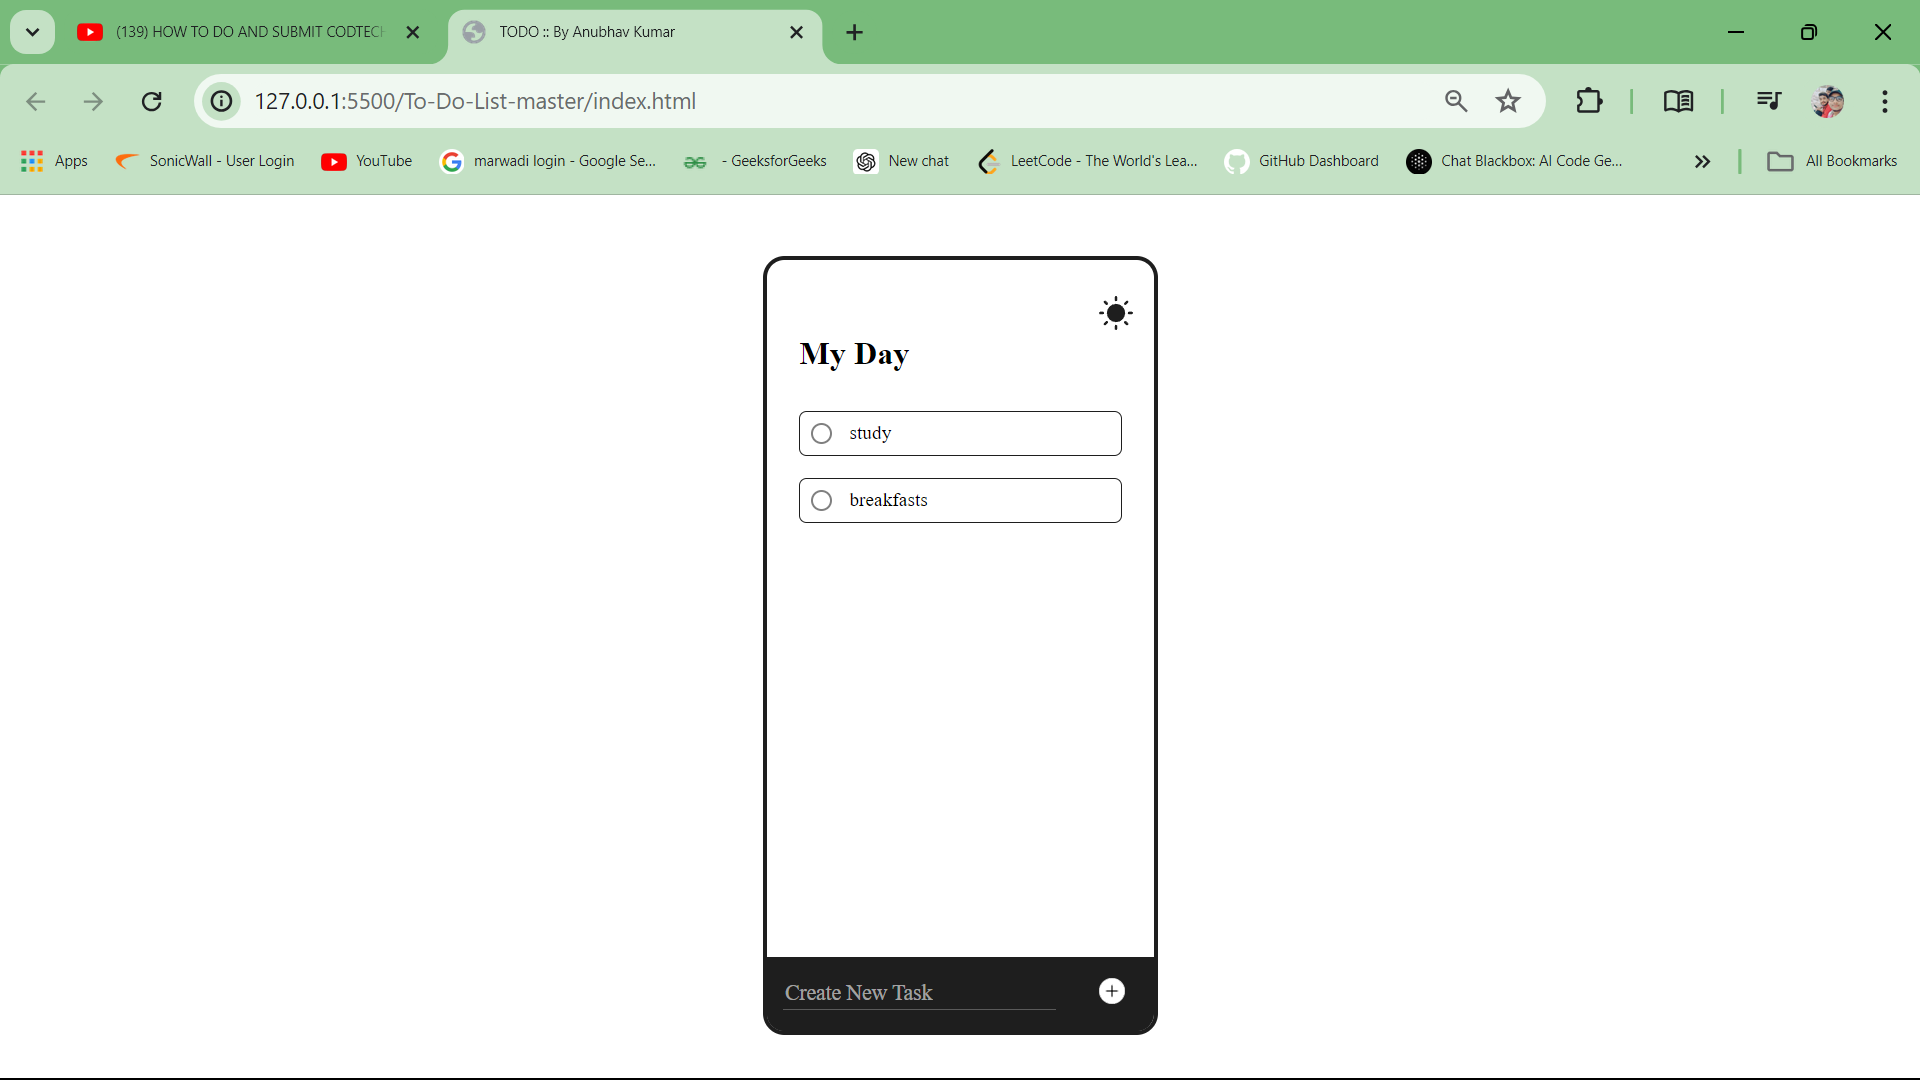 (139) HOW TO DO AND SUBMIT CODTECH
TODO :: By Anubhav Kumar
127.0.0.1:5500/To-Do-List-master/index.html
Apps
SonicWall - User Login
YouTube
marwadi login - Google Se...
- GeeksforGeeks
New chat
LeetCode - The World's Lea...
GitHub Dashboard
Chat Blackbox: AI Code Ge...
All Bookmarks
My Day
study
breakfasts
Create New Task